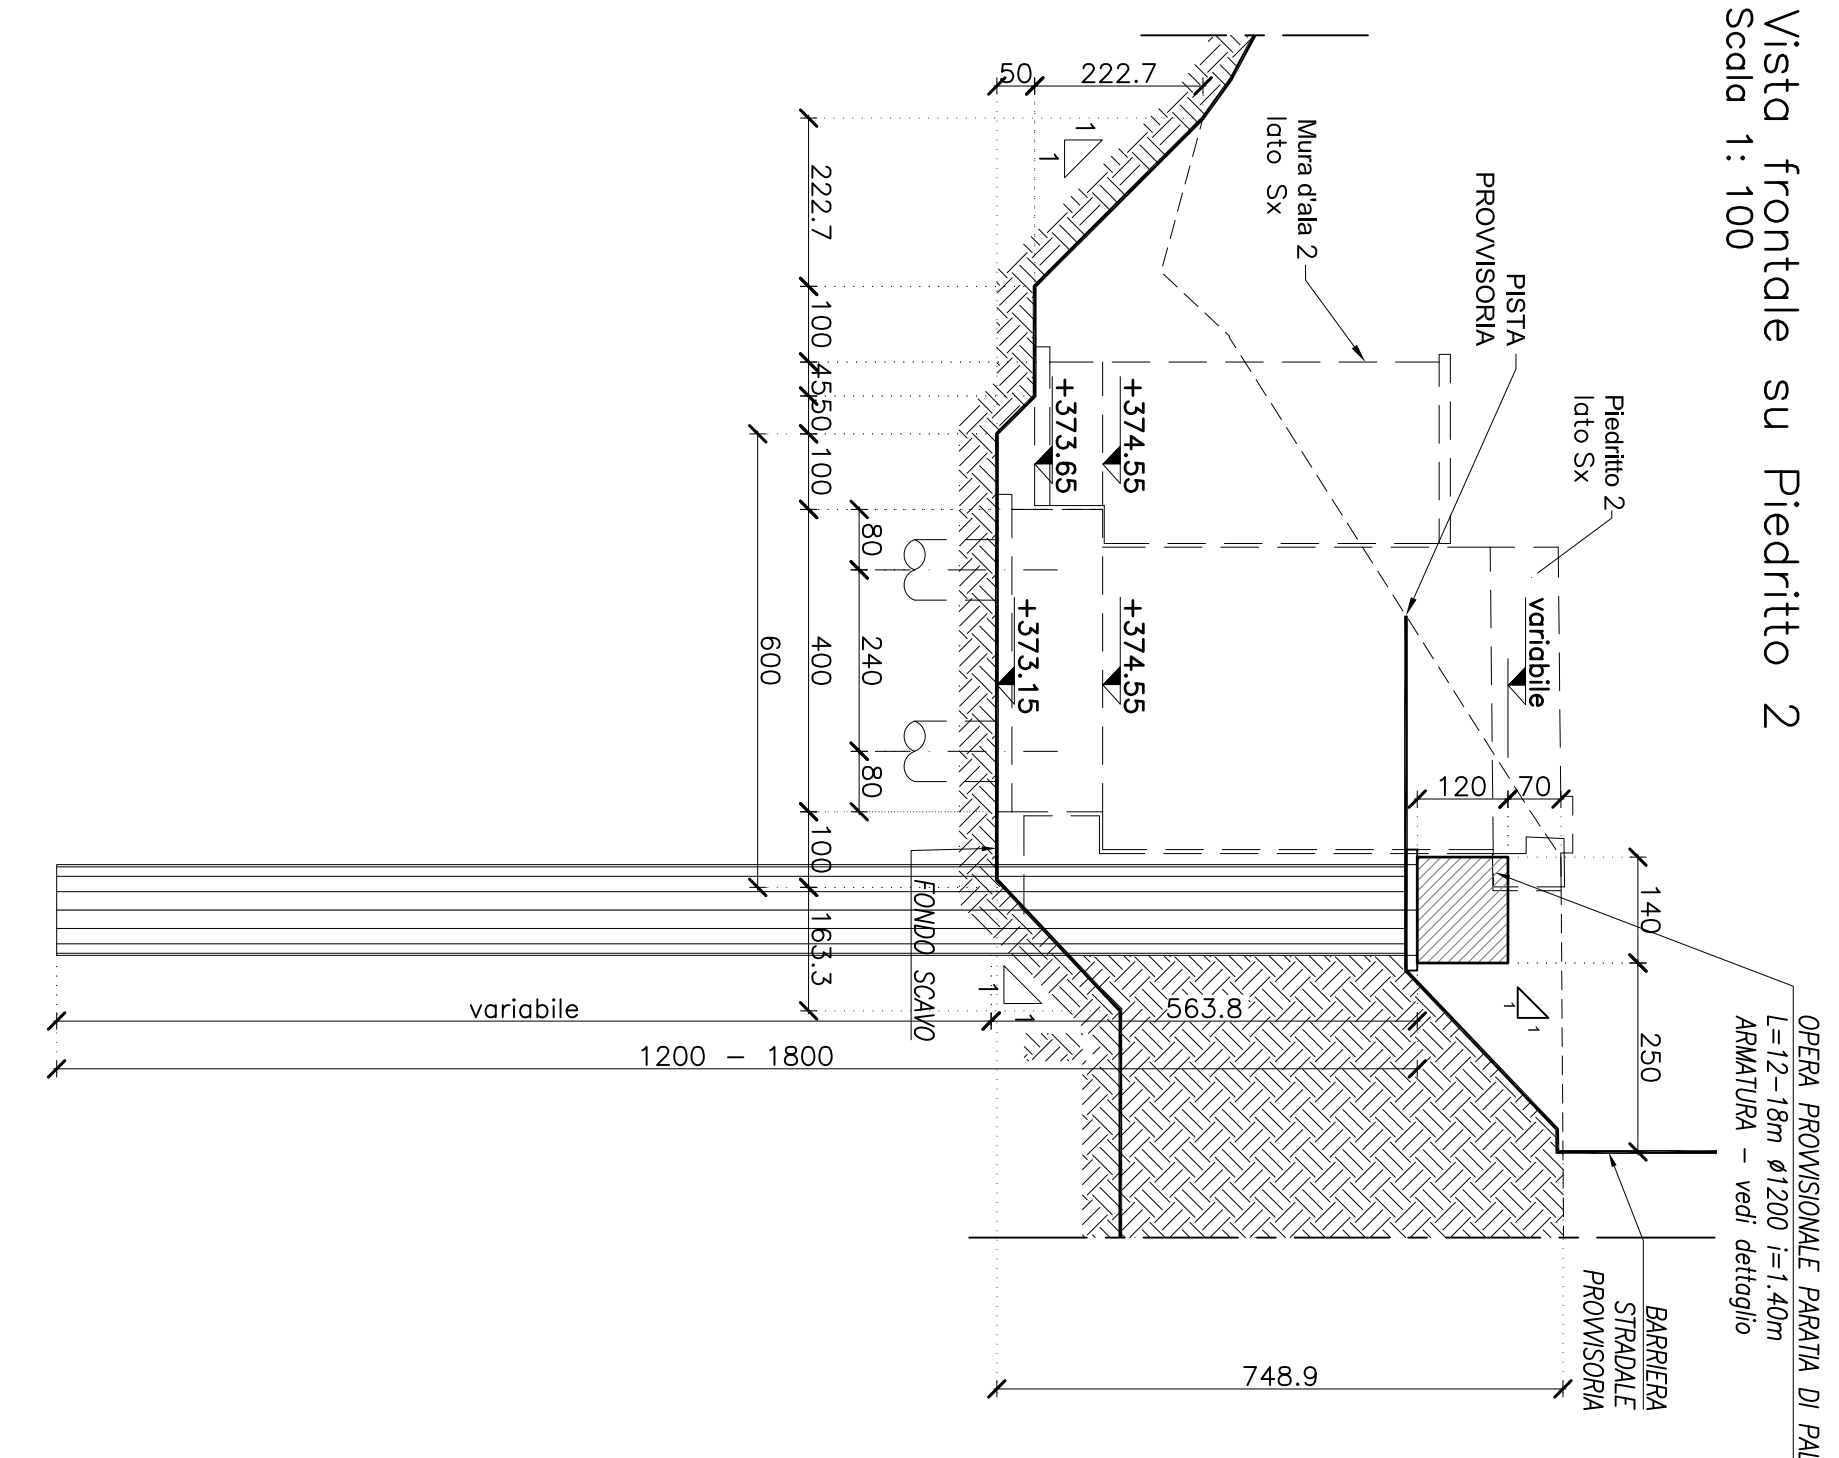 Vista frontale su Piedritto 2
Scala 1: 100
OPERA PROVVISIONALE PARATIA DI PAL
L=12-18m ø1200 i=1.40m
ARMATURA - vedi dettaglio
BARRIERA
STRADALE
PROVVISORIA
Piedritto 2
lato Sx
PISTA
PROVVISORIA
Mura d'ala 2
lato Sx
variabile
120
70
140
250
1
1
50
222.7
1
1
+374.55
+373.65
+374.55
+373.15
222.7
100
45
50
100
400
100
163.3
80
240
80
600
FONDO SCAVO
1
1
563.8
variabile
1200 - 1800
748.9